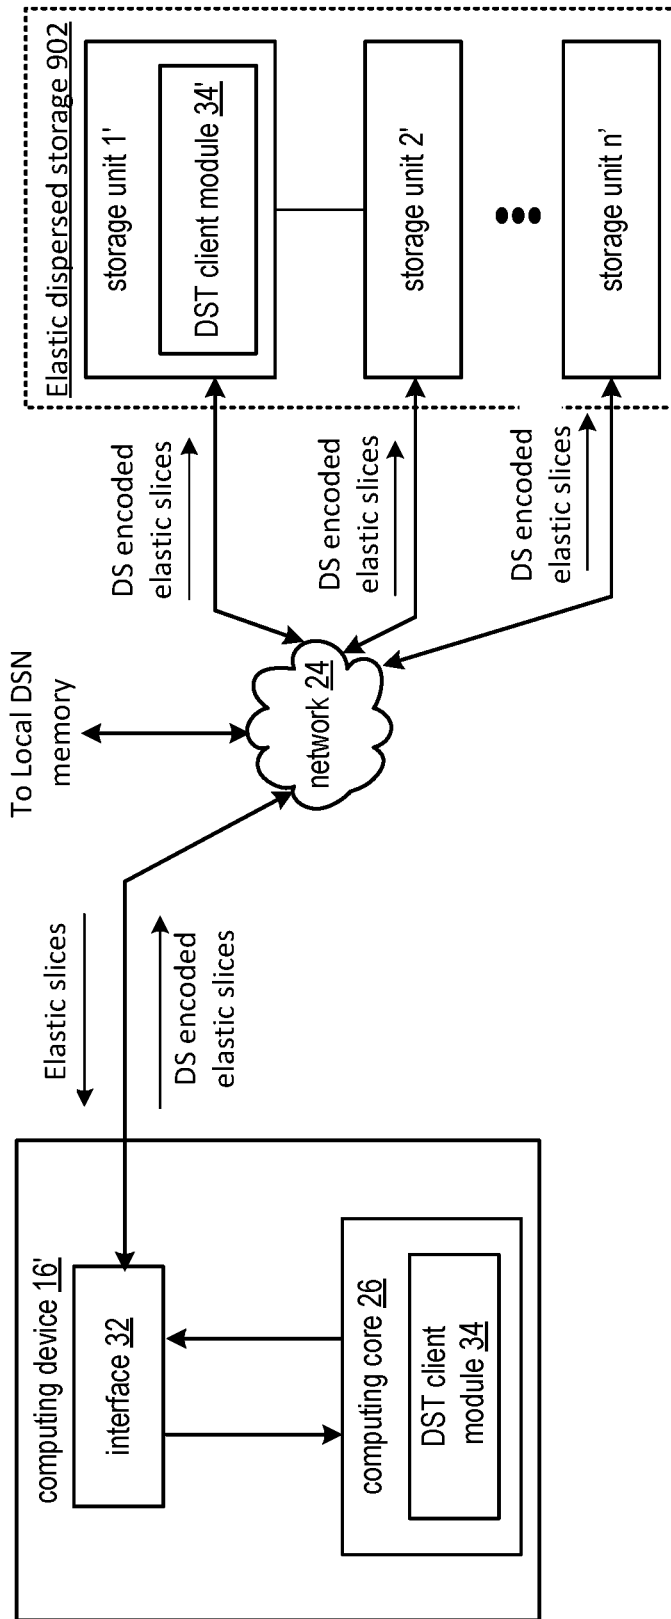 computing device 16'
interface 32
computing core 26
DST client
module 34
Elastic slices
DS encoded
elastic slices
To Local DSN
memory
network 24
DS encoded
elastic slices
DS encoded
elastic slices
DS encoded
elastic slices
Elastic dispersed storage 902
storage unit 1'
DST client module 34'
storage unit 2'
storage unit n’